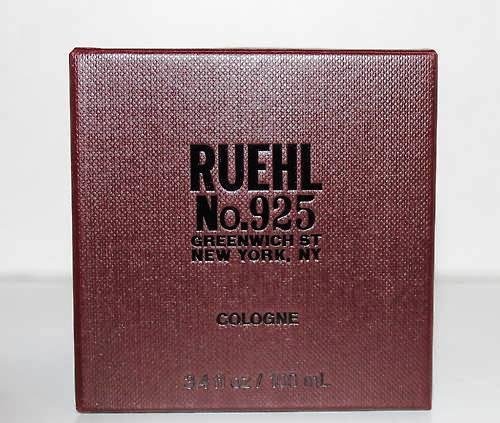 RUEHL
No.925
GREENWICH ST
NEW YORK, NY
COLOGNE
3.4 fl oz / 100 mL